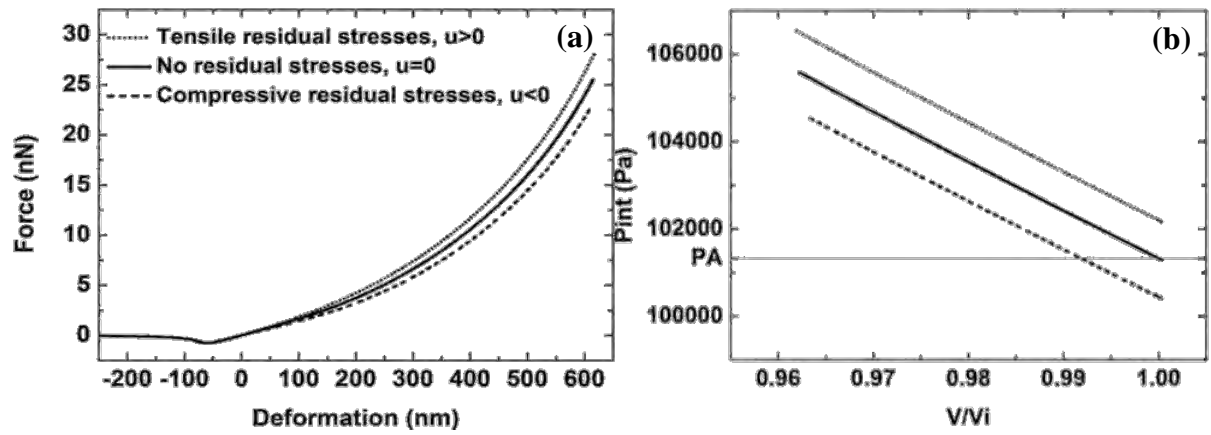 (a)
Tensile residual stresses, u>0
No residual stresses, u=0
Compressive residual stresses, u<0
30
25
20
15
10
5
0
Force (nN)
-200 -100 0 100 200 300 400 500 600
Deformation (nm)
(b)
106000
104000
102000
PA
100000
Pint (Pa)
0.96 0.97 0.98 0.99 1.00
V/Vi